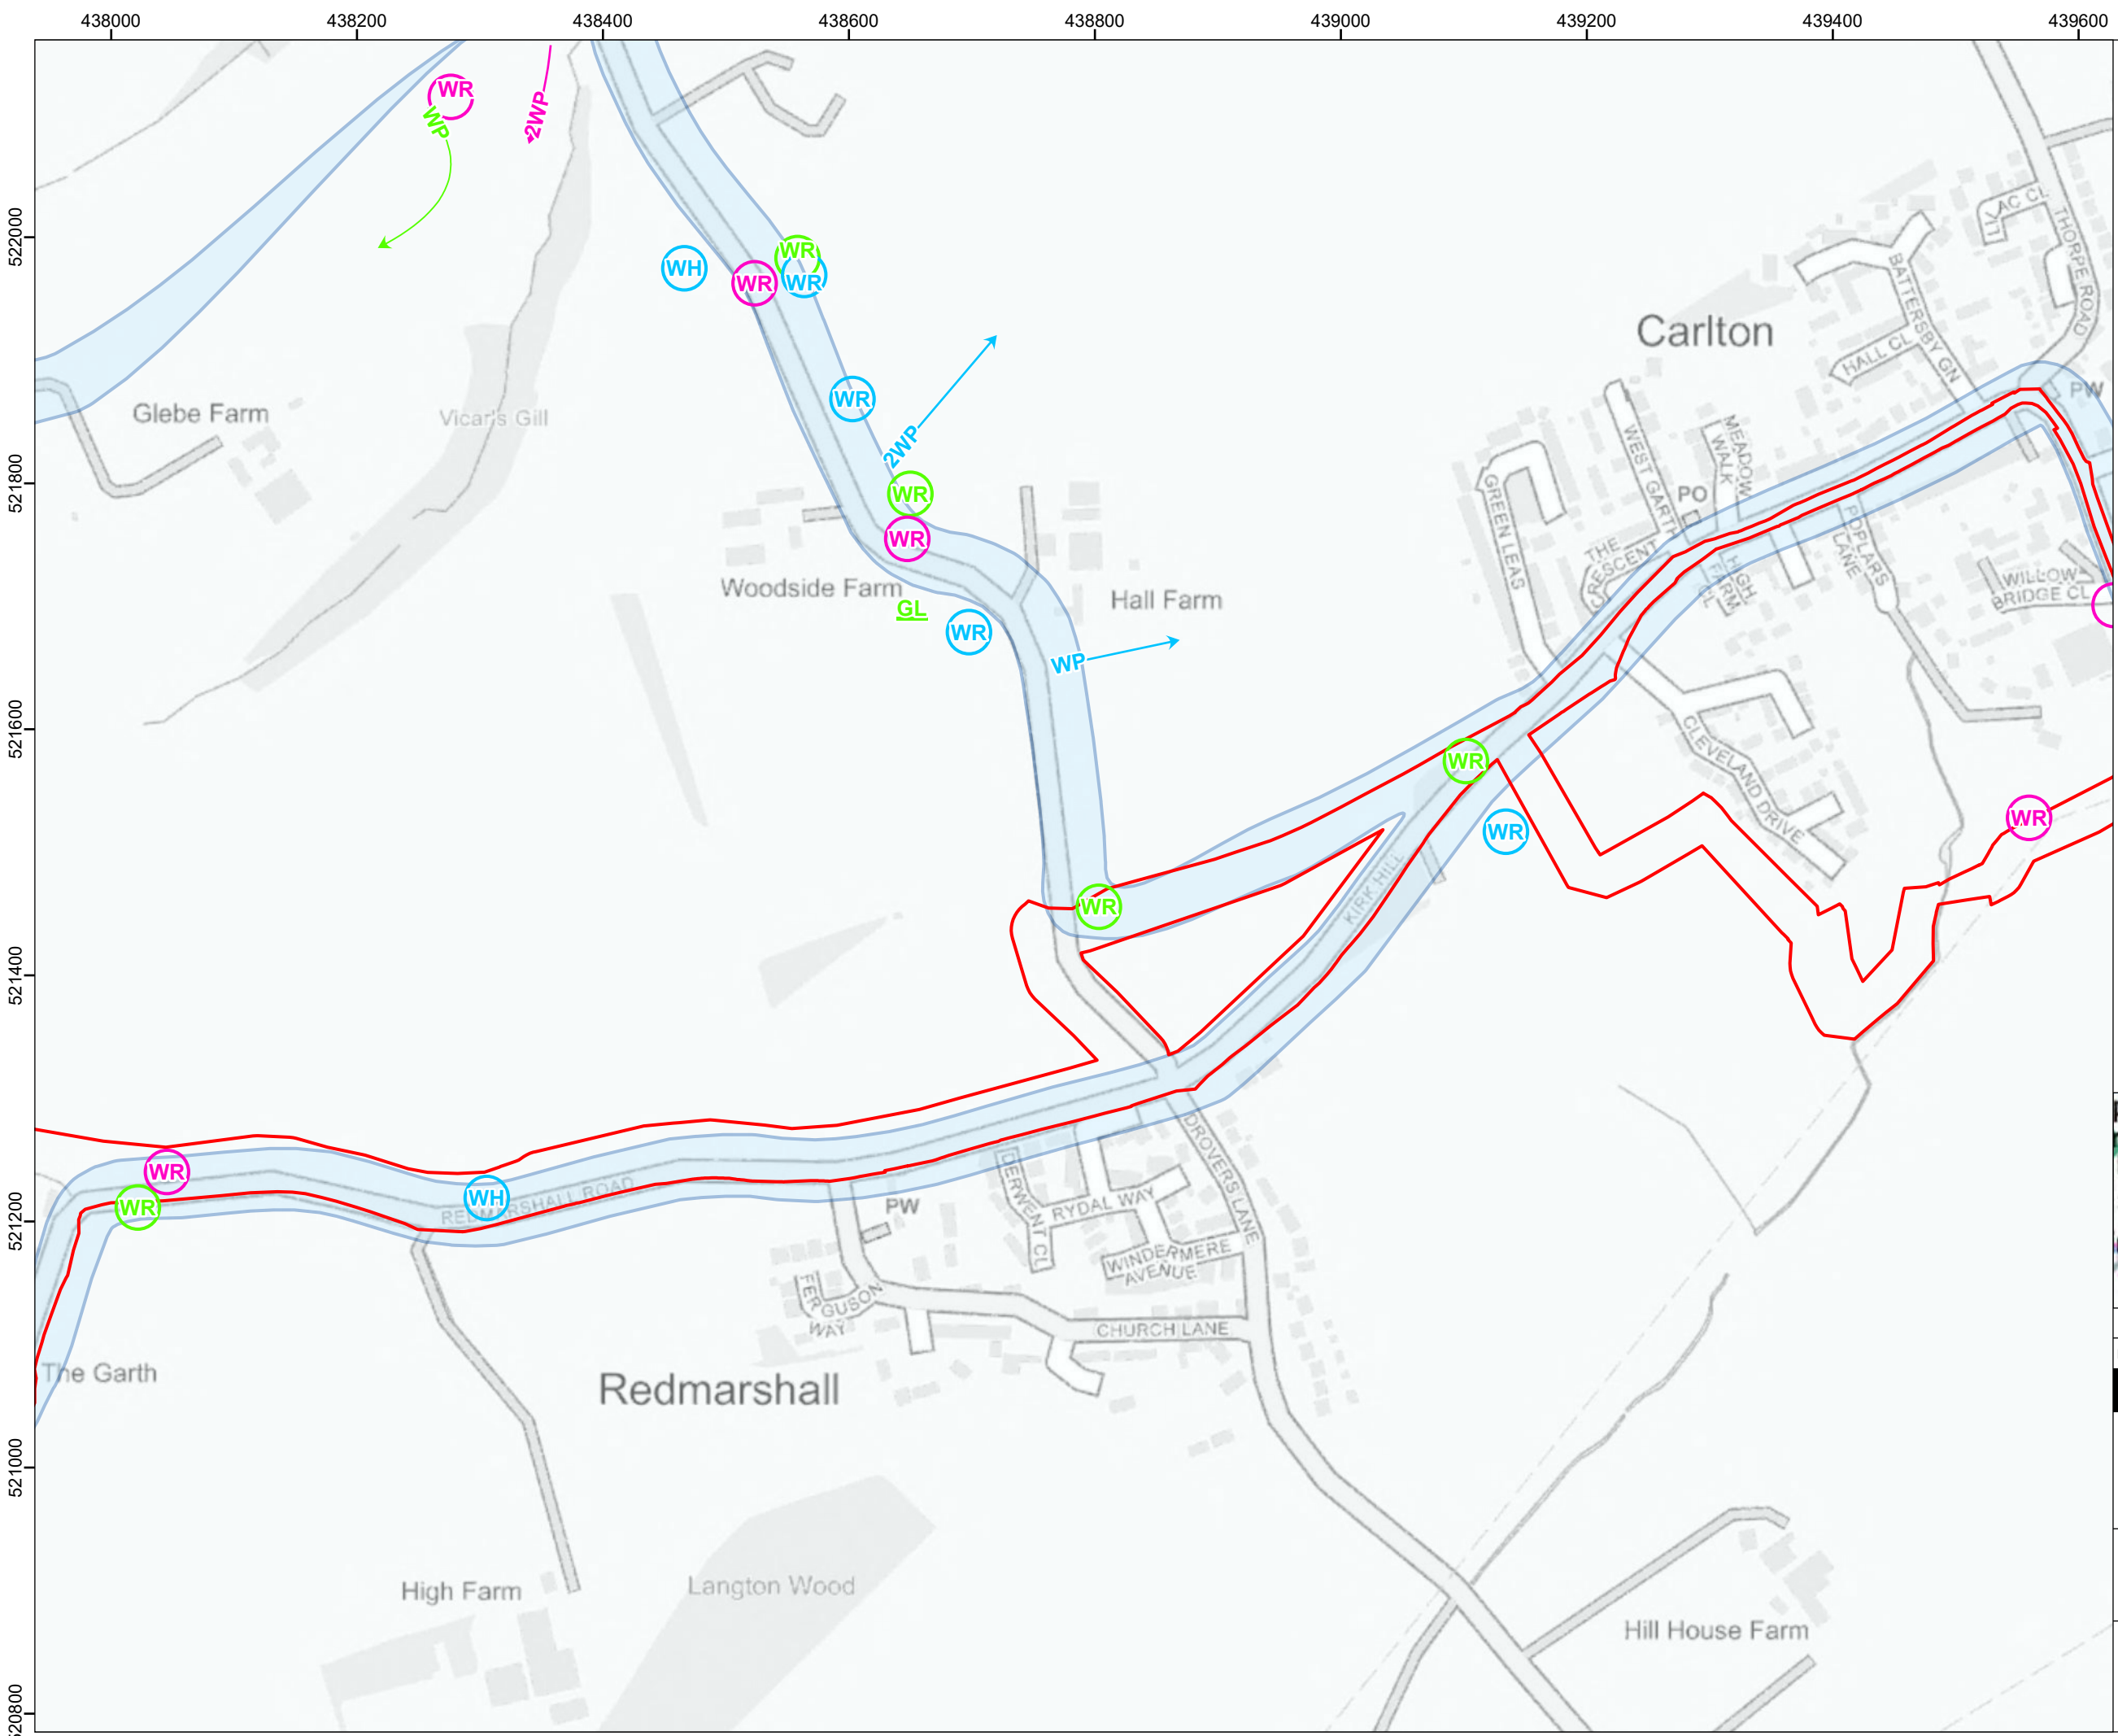 438000 438200 438400 438600 438800 439000 439200 439400 439600
522000
521800
521600
521400
521200
521000
520800
WR
WP
2WP
WR
WH
WR
WR
WR
2WP
WR
WR
GL
WR
WP
WR
WR
WR
WR
WR
WR
WH
Glebe Farm
Vicar's Gill
Woodside Farm
Hall Farm
Carlton
LILAC CL
THORPE ROAD
BATTERSBY GN
HALL CL
PW
MEADOW
WALK
WEST GARTH
PO
GREEN LEAS
THE
CRESCENT
HIGH
FARM
CL
POPLARS
LANE
WILLOW
BRIDGE CL
CLEVELAND DRIVE
KIRK HILL
REDMARSHALL ROAD
PW
DERWENT CL
RYDAL WAY
DROVERS LANE
WINDERMERE
AVENUE
FERGUSON
WAY
CHURCH LANE
The Garth
Redmarshall
High Farm
Langton Wood
Hill House Farm